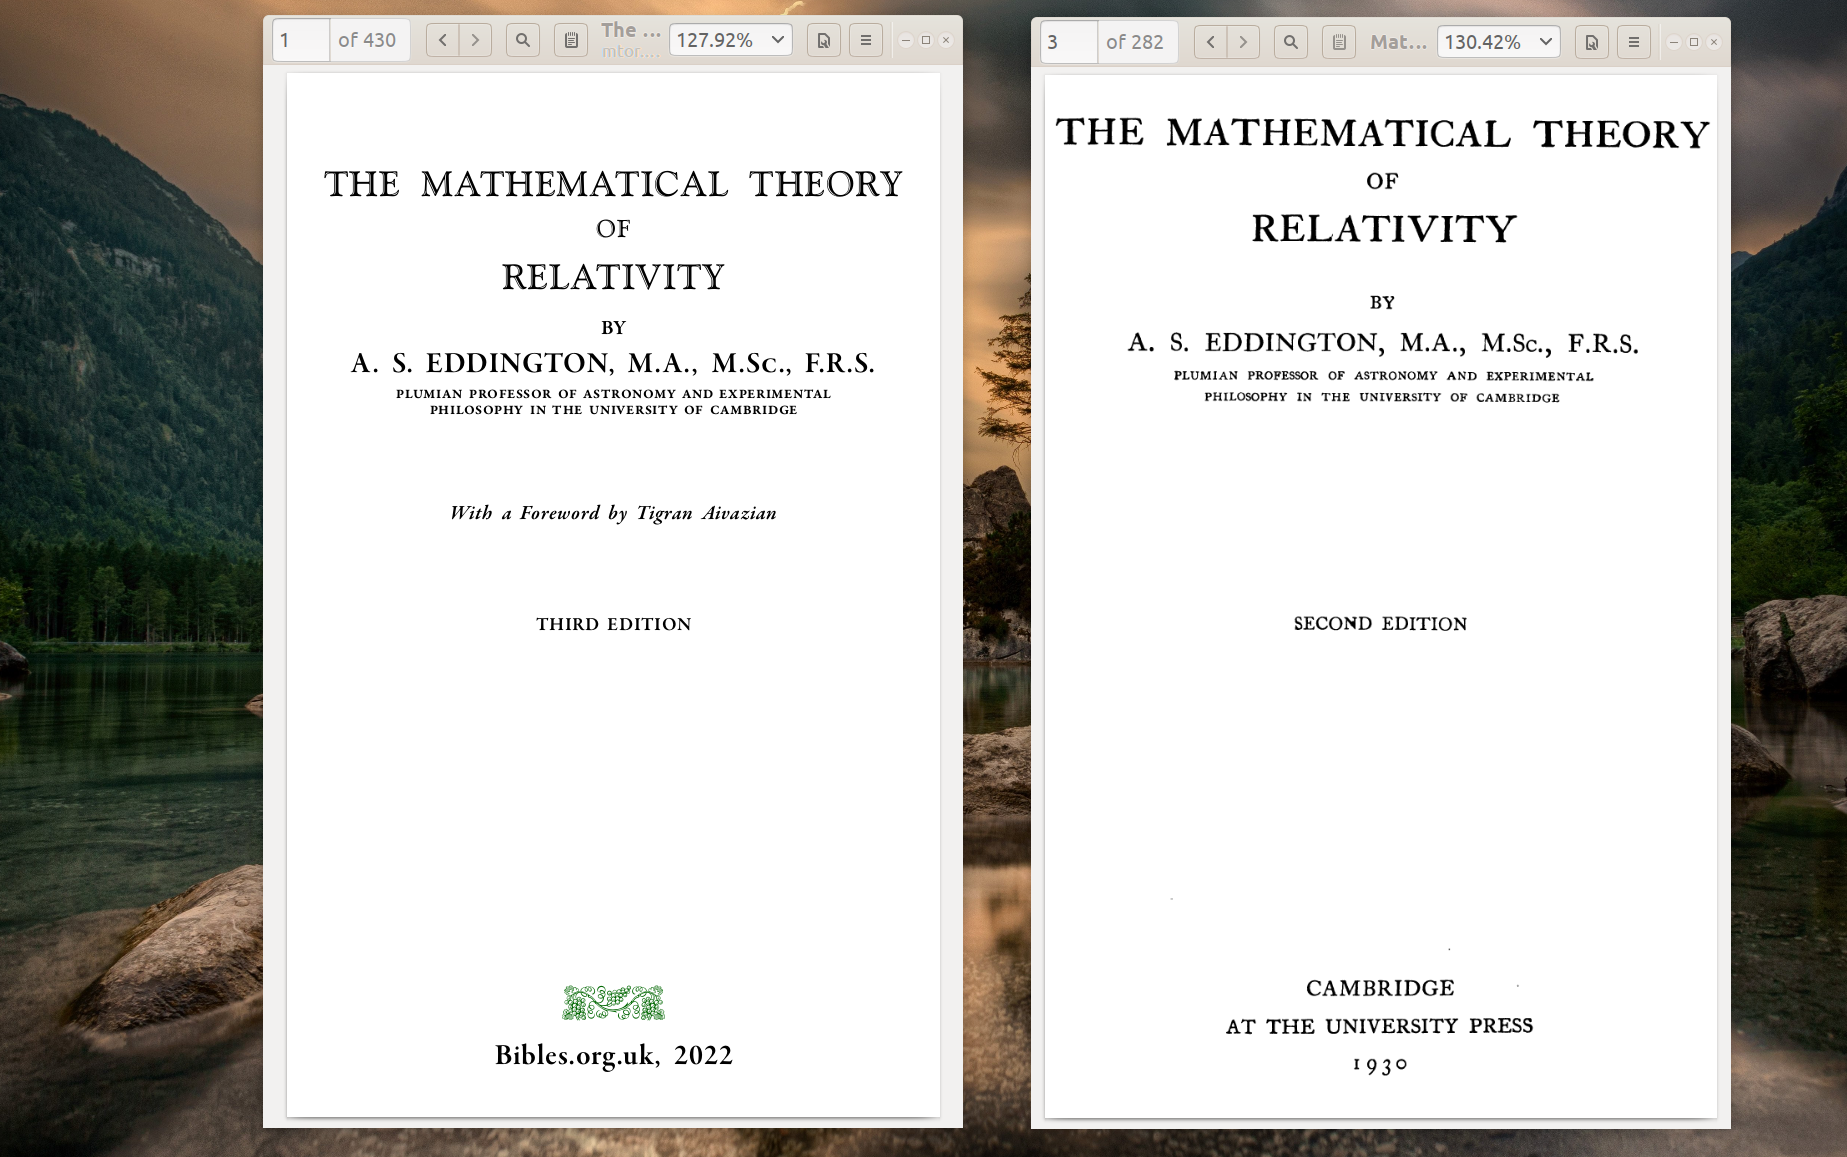 1 of 430 The ... 127.92%
mtor....
THE MATHEMATICAL THEORY
OF
RELATIVITY
BY
A. S. EDDINGTON, M.A., M.Sc., F.R.S.
PLUMIAN PROFESSOR OF ASTRONOMY AND EXPERIMENTAL
PHILOSOPHY IN THE UNIVERSITY OF CAMBRIDGE
With a Foreword by Tigran Aivazian
THIRD EDITION
Bibles.org.uk, 2022
3 of 282 Mat... 130.42%
THE MATHEMATICAL THEORY
OF
RELATIVITY
BY
A. S. EDDINGTON, M.A., M.Sc., F.R.S.
PLUMIAN PROFESSOR OF ASTRONOMY AND EXPERIMENTAL
PHILOSOPHY IN THE UNIVERSITY OF CAMBRIDGE
SECOND EDITION
CAMBRIDGE
AT THE UNIVERSITY PRESS
1930